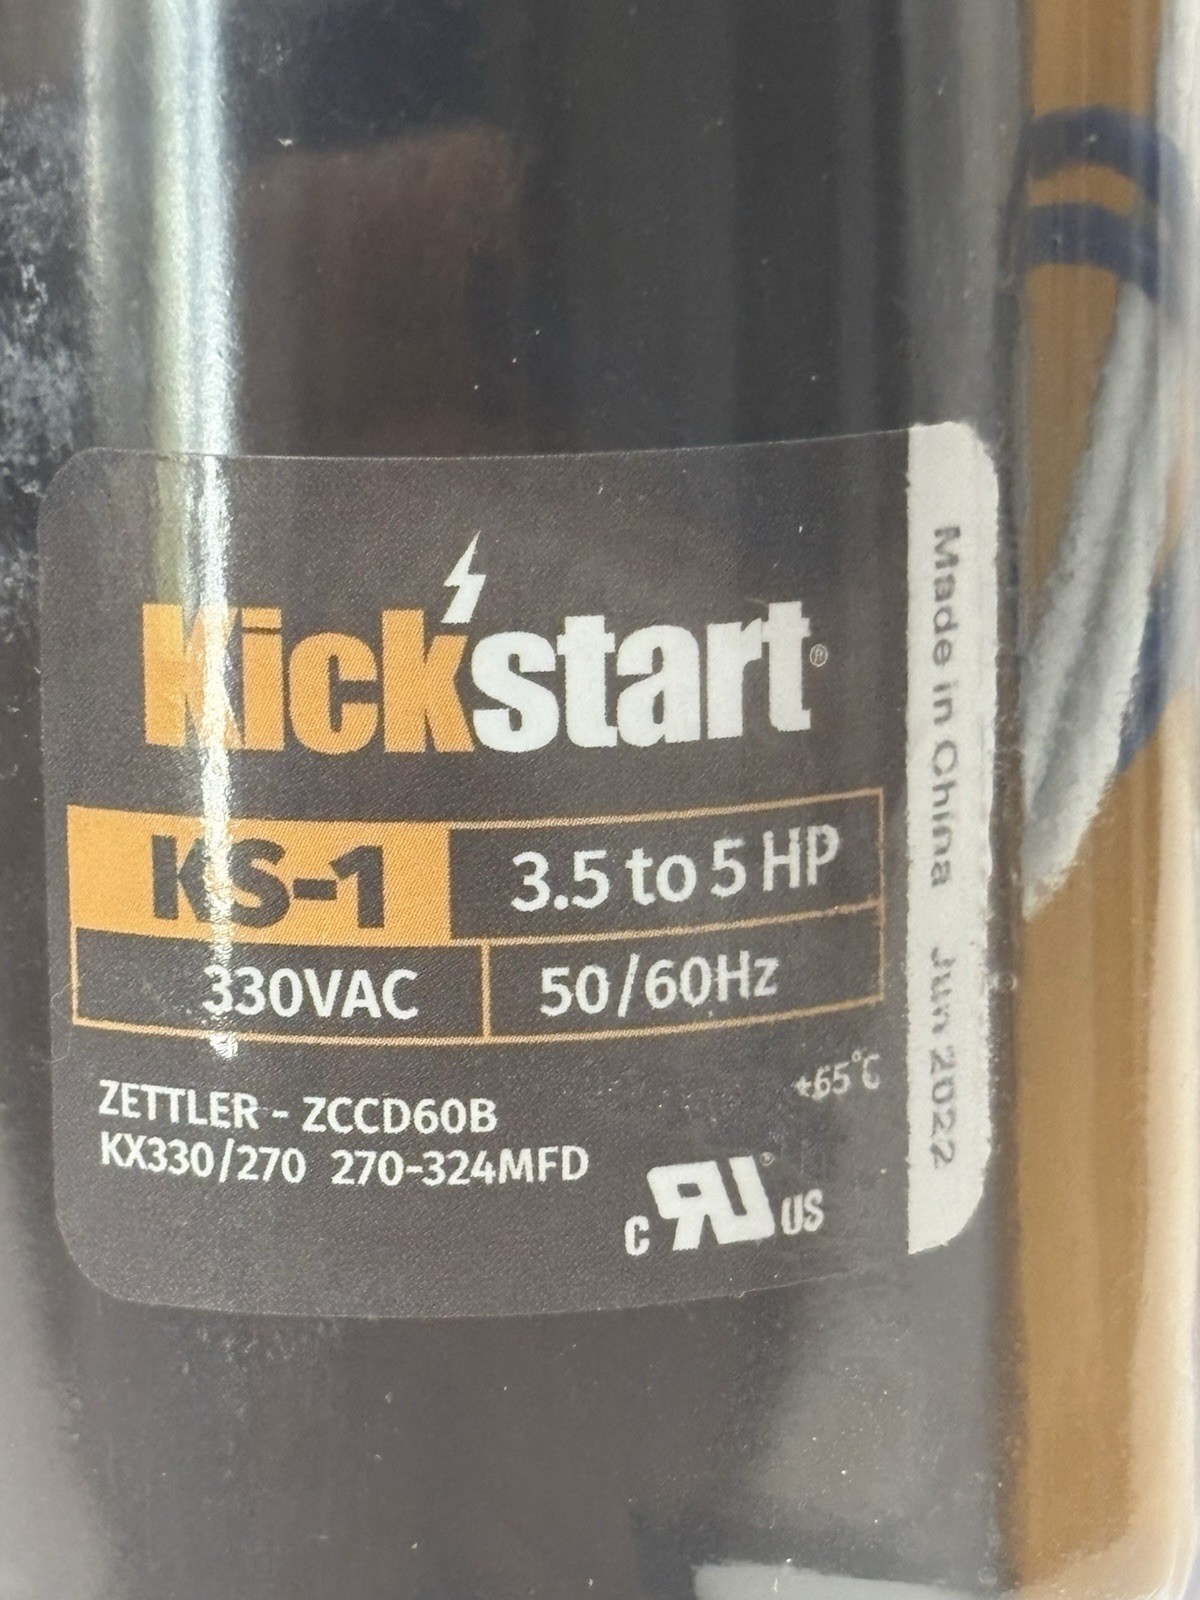 Kickstart®
KS-1
3.5 to 5 HP
330VAC
50/60Hz
+65°C
ZETTLER - ZCCD60B
KX330/270 270-324MFD
c RU® US
Made in China Jun 2022